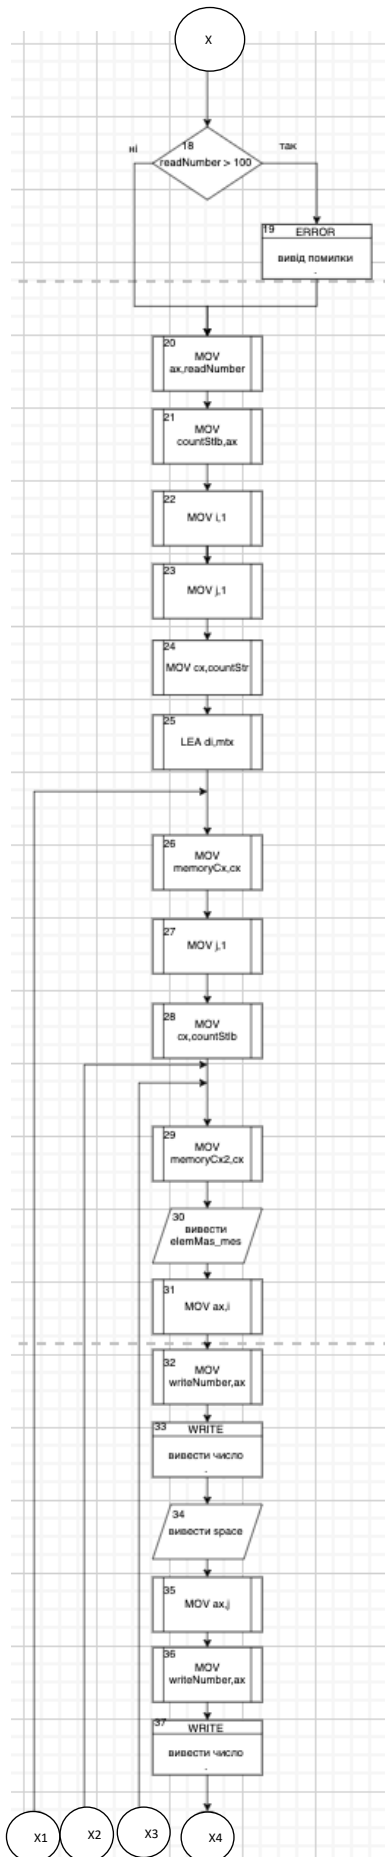 X
18
ні
так
readNumber > 100
19
ERROR
вивід помилки
.
20
MOV
ax,readNumber
21
MOV
countStlb,ax
22
MOV i,1
23
MOV j,1
24
MOV cx,countStr
25
LEA di,mtx
26
MOV
memoryCx,cx
27
MOV j,1
28
MOV
cx,countStlb
29
MOV
memoryCx2,cx
30
вивести
elemMas_mes
31
MOV ax,i
32
MOV
writeNumber,ax
33
WRITE
вивести число
.
34
вивести space
35
MOV ax,j
36
MOV
writeNumber,ax
37
WRITE
вивести число
.
X1
X2
X3
X4